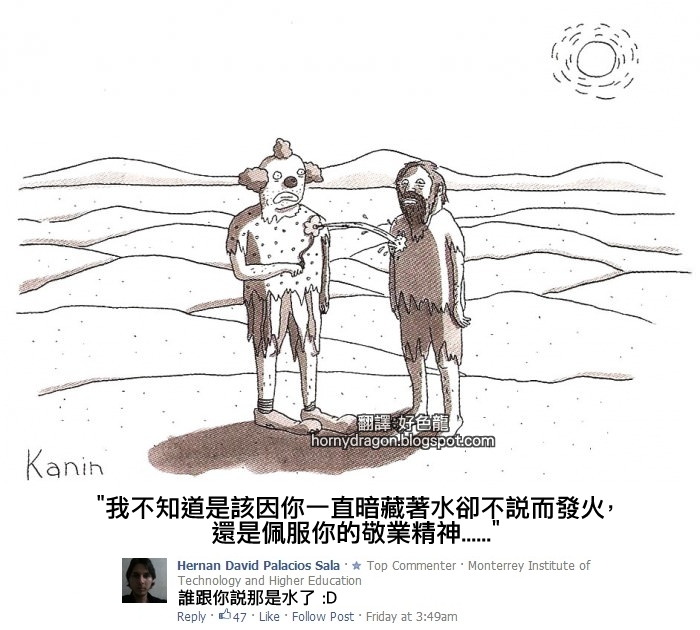 翻譯:好色龍
hornydragon.blogspot.com
Kanin
"我不知道是該因你一直暗藏著水卻不說而發火，
還是佩服你的敬業精神......"
Hernan David Palacios Sala · ★ Top Commenter · Monterrey Institute of
Technology and Higher Education
誰跟你說那是水了 :D
Reply · 47 · Like · Follow Post · Friday at 3:49am